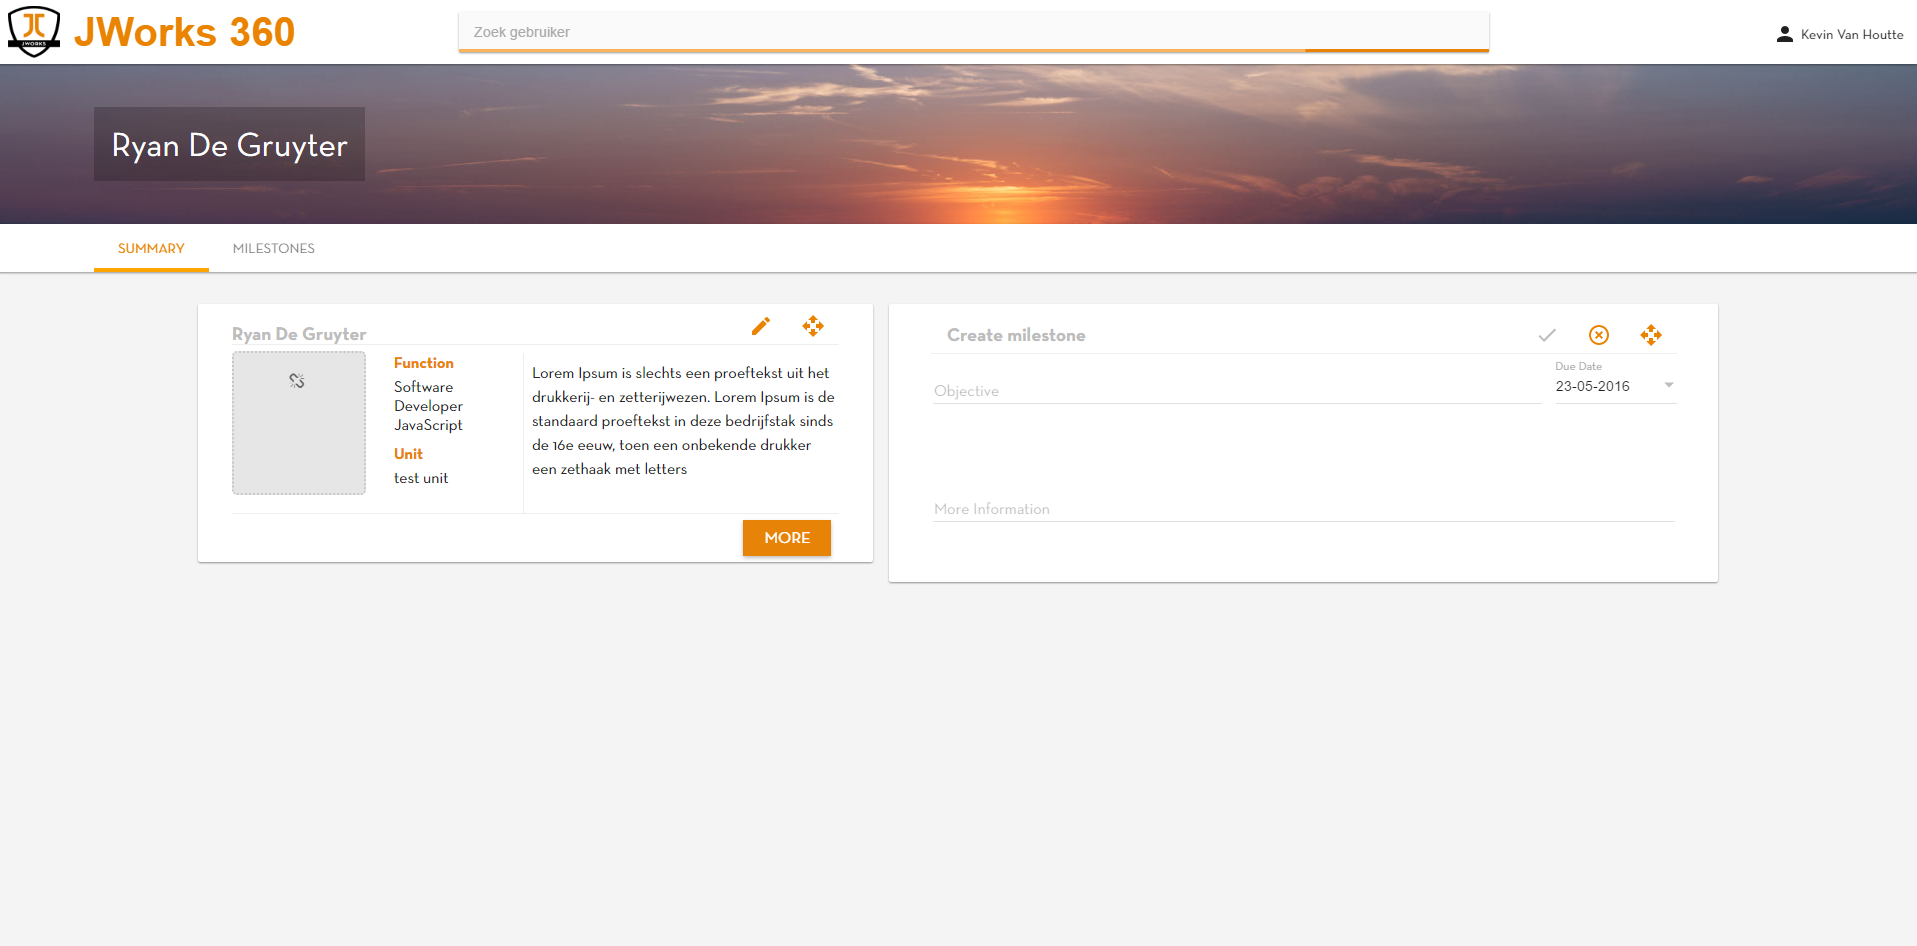 JWORKS
JWorks 360
Zoek gebruiker
Kevin Van Houtte
Ryan De Gruyter
SUMMARY
MILESTONES
Ryan De Gruyter
Function
Software
Developer
JavaScript
Unit
test unit
Lorem Ipsum is slechts een proeftekst uit het
drukkerij- en zetterijwezen. Lorem Ipsum is de
standaard proeftekst in deze bedrijfstak sinds
de 16e eeuw, toen een onbekende drukker
een zethaak met letters
MORE
Create milestone
Objective
Due Date
23-05-2016
More Information